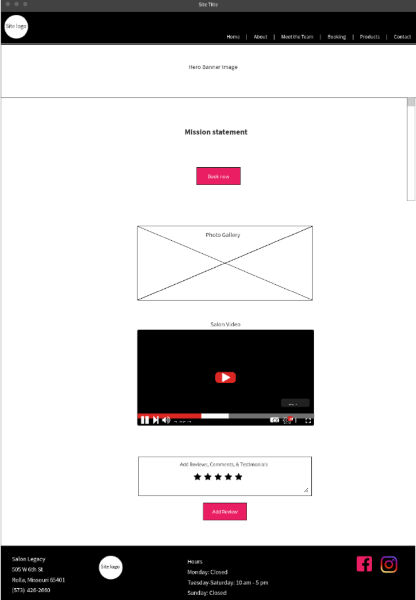 Site Title
Site logo
Home | About | Meet the Team | Booking | Products | Contact
Hero Banner Image
Mission statement
Book now
Photo Gallery
Salon Video
Add Reviews, Comments, & Testimonials
Add Review
Salon Legacy
505 W 6th St
Rolla, Missouri 65401
(573) 426-2660
Site logo
Hours
Monday: Closed
Tuesday-Saturday: 10 am - 5 pm
Sunday: Closed